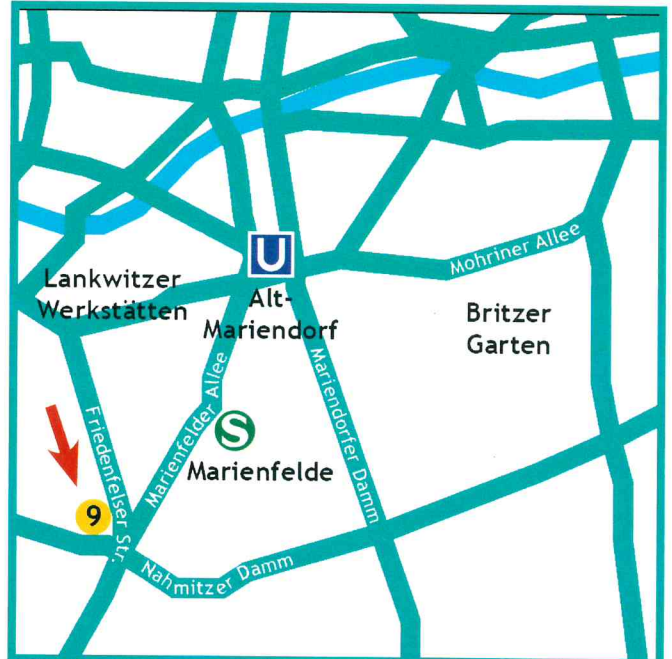 Mohriner Allee
U
Lankwitzer
Werkstätten
Alt-
Mariendorf
Britzer
Garten
Marienfelder Allee
Mariendorfer Damm
Friedenfelser Str.
S
Marienfelde
9
Nahmitzer Damm